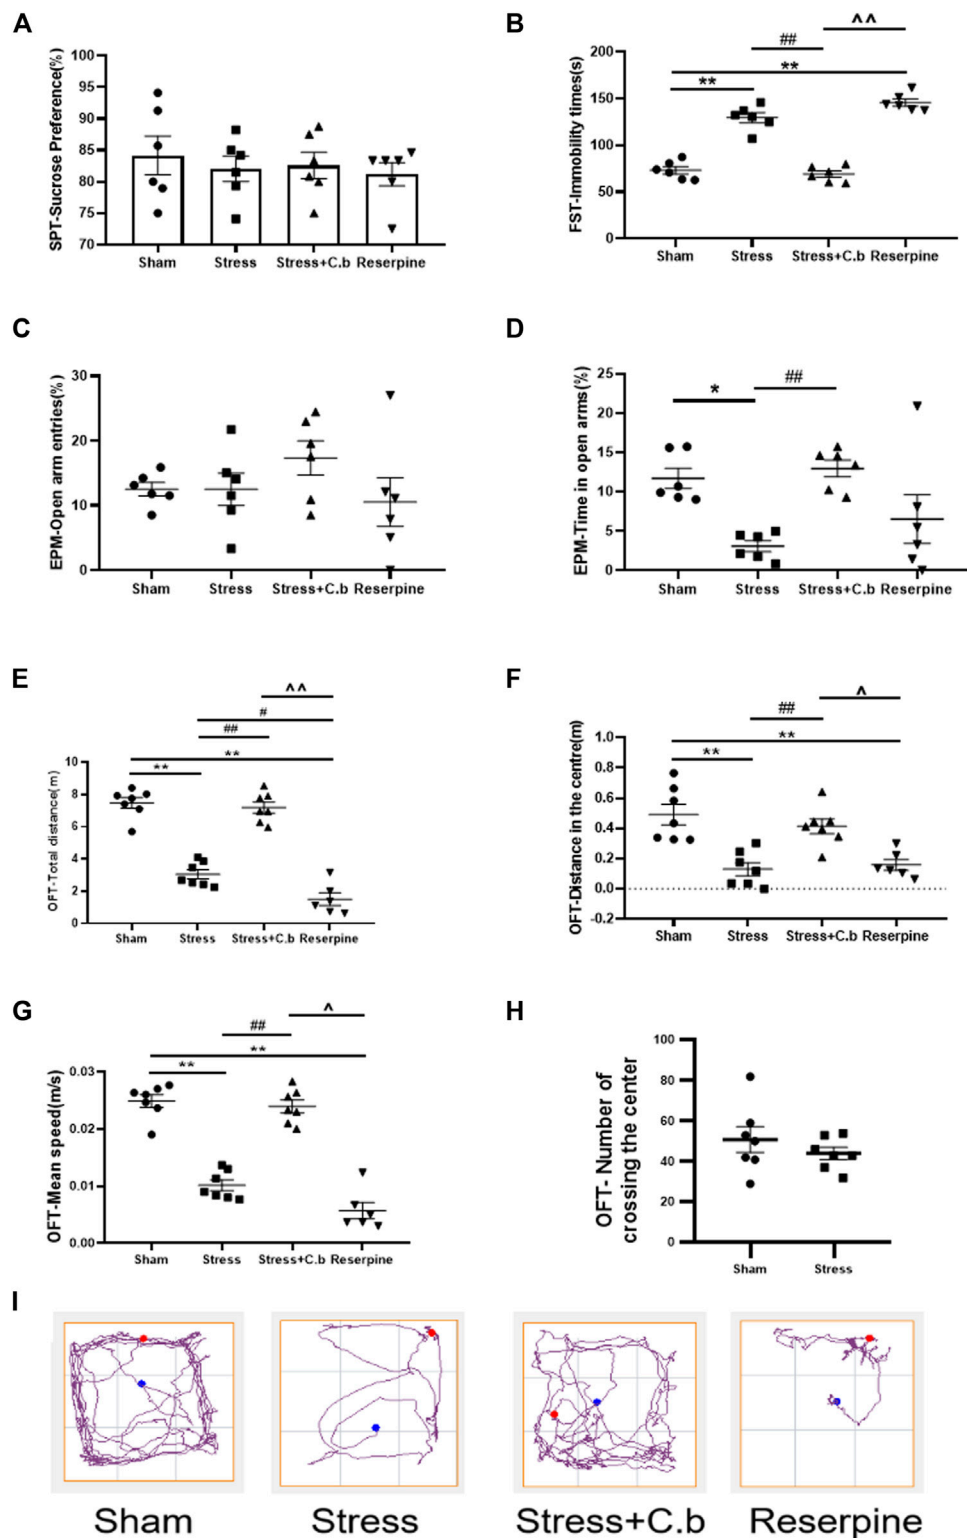 A
SPT-Sucrose Preference(%)
100
95
90
85
80
75
70
Sham Stress Stress+C.b Reserpine
B
FST-Immobility times(s)
^^
##
**
**
200
150
100
50
0
Sham Stress Stress+C.b Reserpine
C
EPM-Open arm entries(%)
30
20
10
0
Sham Stress Stress+C.b Reserpine
D
EPM-Time in open arms(%)
* ##
25
20
15
10
5
0
Sham Stress Stress+C.b Reserpine
E
OFT-Total distance(m)
^^
#
##
**
**
10
8
6
4
2
0
Sham Stress Stress+C.b Reserpine
F
OFT-Distance in the centre(m)
^
##
**
**
1.0
0.8
0.6
0.4
0.2
0.0
-0.2
Sham Stress Stress+C.b Reserpine
G
OFT-Mean speed(m/s)
^
##
**
**
0.03
0.02
0.01
0.00
Sham Stress Stress+C.b Reserpine
H
OFT- Number of
crossing the center
100
80
60
40
20
0
Sham Stress
I
Sham Stress Stress+C.b Reserpine